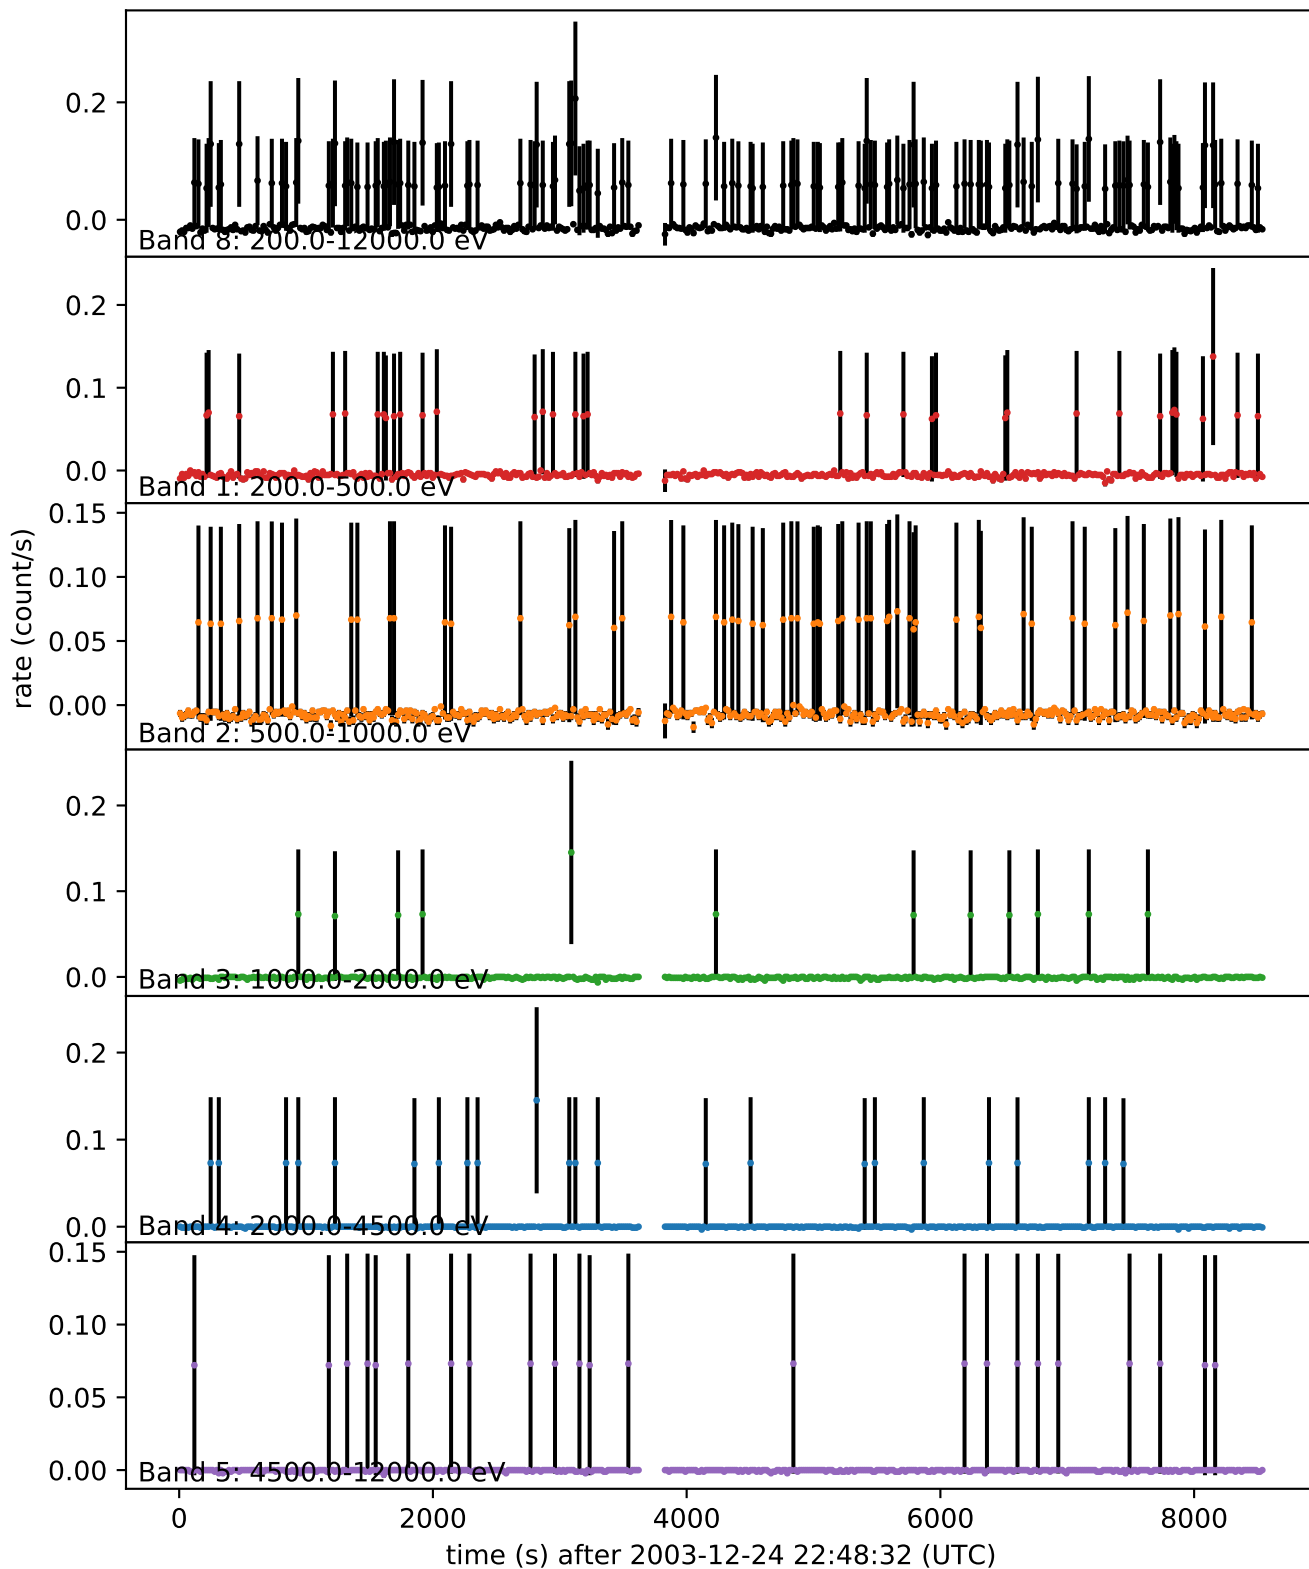 0.2
0.0
Band 8: 200.0-12000.0 eV
0.2
0.1
0.0
Band 1: 200.0-500.0 eV
rate (count/s)
0.15
0.10
0.05
0.00
Band 2: 500.0-1000.0 eV
0.2
0.1
0.0
Band 3: 1000.0-2000.0 eV
0.2
0.1
0.0
Band 4: 2000.0-4500.0 eV
0.15
0.10
0.05
0.00
Band 5: 4500.0-12000.0 eV
0 2000 4000 6000 8000
time (s) after 2003-12-24 22:48:32 (UTC)